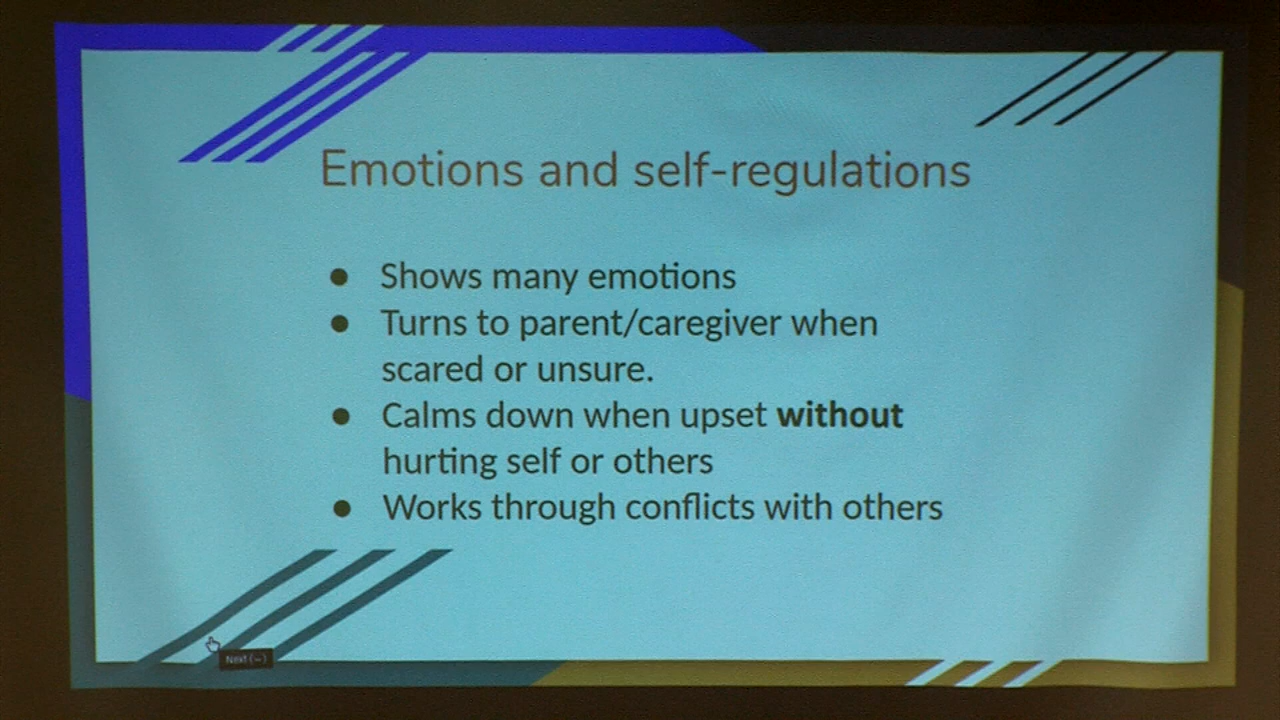 Emotions and self-regulations
● Shows many emotions
● Turns to parent/caregiver when
scared or unsure.
● Calms down when upset without
hurting self or others
● Works through conflicts with others
Next (→)